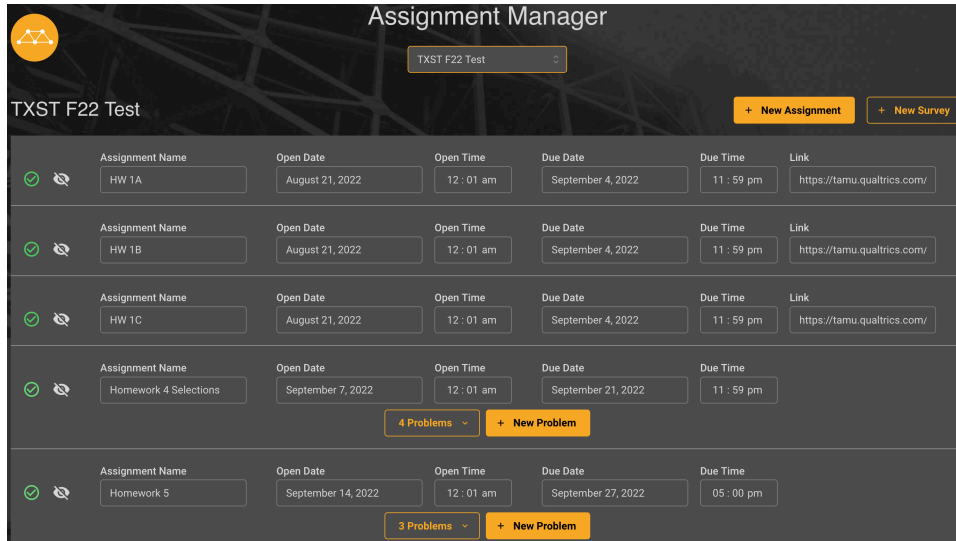 Assignment Manager
TXST F22 Test
TXST F22 Test
+ New Assignment
+ New Survey
Assignment Name Open Date Open Time Due Date Due Time Link
HW 1A August 21, 2022 12 : 01 am September 4, 2022 11 : 59 pm https://tamu.qualtrics.com/
Assignment Name Open Date Open Time Due Date Due Time Link
HW 1B August 21, 2022 12 : 01 am September 4, 2022 11 : 59 pm https://tamu.qualtrics.com/
Assignment Name Open Date Open Time Due Date Due Time Link
HW 1C August 21, 2022 12 : 01 am September 4, 2022 11 : 59 pm https://tamu.qualtrics.com/
Assignment Name Open Date Open Time Due Date Due Time
Homework 4 Selections September 7, 2022 12 : 01 am September 21, 2022 11 : 59 pm
4 Problems + New Problem
Assignment Name Open Date Open Time Due Date Due Time
Homework 5 September 14, 2022 12 : 01 am September 27, 2022 05 : 00 pm
3 Problems + New Problem